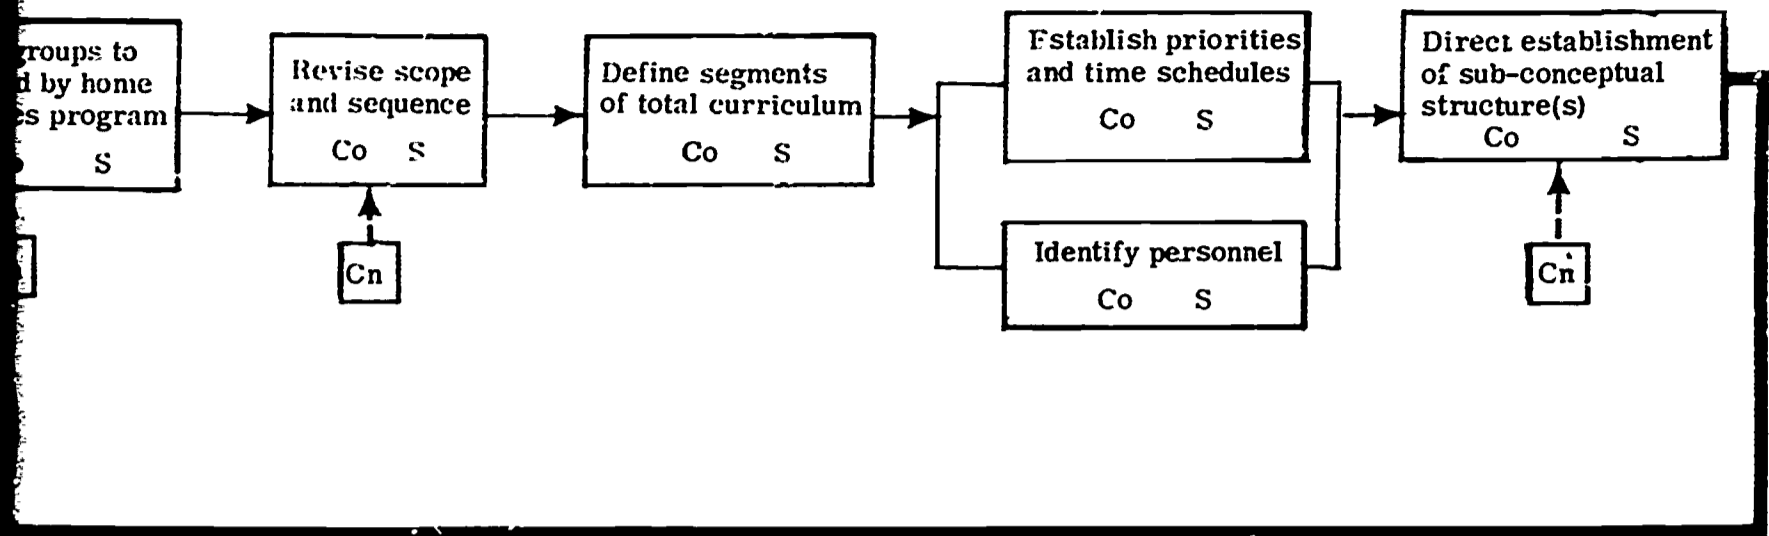 groups to
by home
program
S
Revise scope
and sequence
Co S
Cn
Define segments
of total curriculum
Co S
Establish priorities
and time schedules
Co S
Identify personnel
Co S
Direct establishment
of sub-conceptual
structure(s)
Co S
Cn